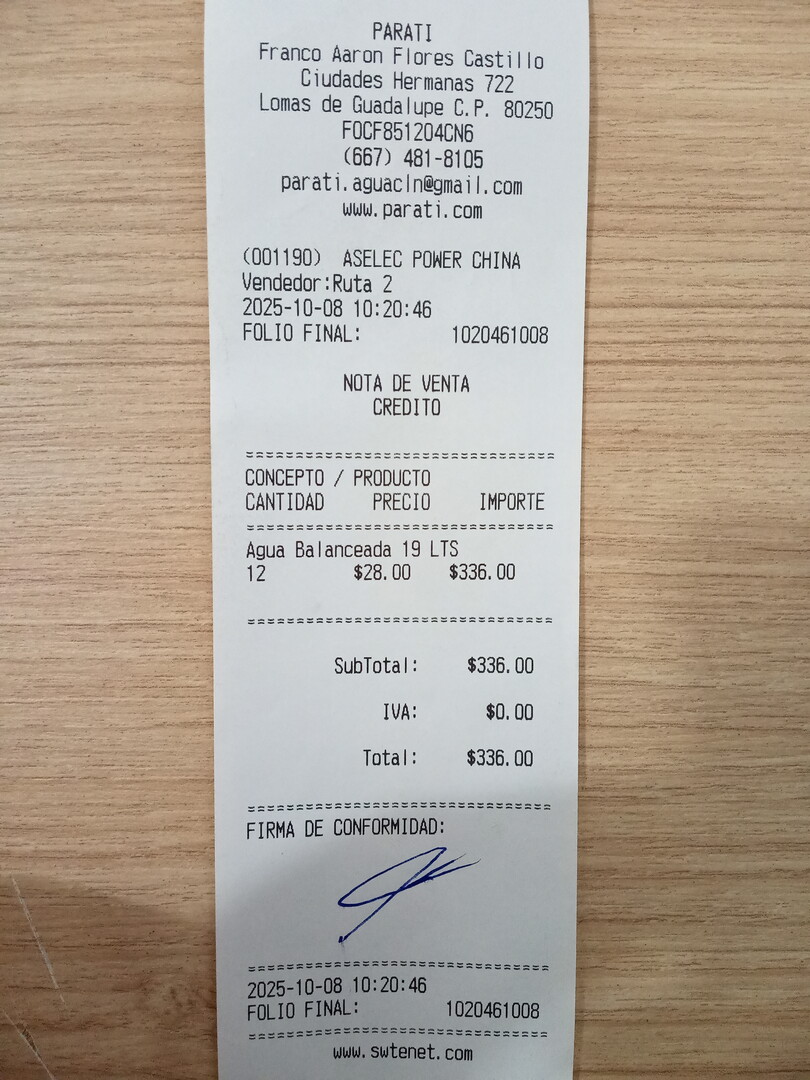 PARATI
Franco Aaron Flores Castillo
Ciudades Hermanas 722
Lomas de Guadalupe C.P. 80250
FOCF851204CN6
(667) 481-8105
parati.aguacln@gmail.com
www.parati.com
(001190) ASELEC POWER CHINA
Vendedor:Ruta 2
2025-10-08 10:20:46
FOLIO FINAL: 1020461008
NOTA DE VENTA
CREDITO
================================
CONCEPTO / PRODUCTO
CANTIDAD PRECIO IMPORTE
================================
Agua Balanceada 19 LTS
12 $28.00 $336.00
================================
SubTotal: $336.00
IVA: $0.00
Total: $336.00
================================
FIRMA DE CONFORMIDAD:
================================
2025-10-08 10:20:46
FOLIO FINAL: 1020461008
================================
www.swtenet.com